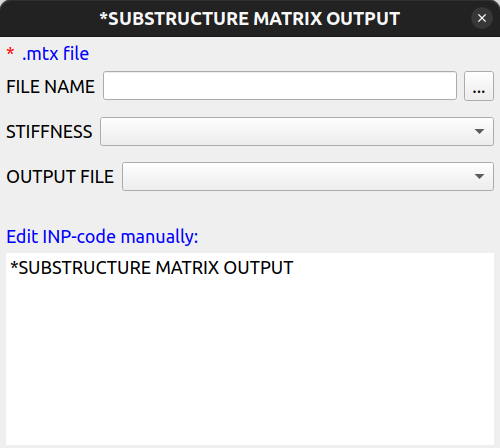 *SUBSTRUCTURE MATRIX OUTPUT
* .mtx file
FILE NAME ...
STIFFNESS
OUTPUT FILE
Edit INP-code manually:
*SUBSTRUCTURE MATRIX OUTPUT